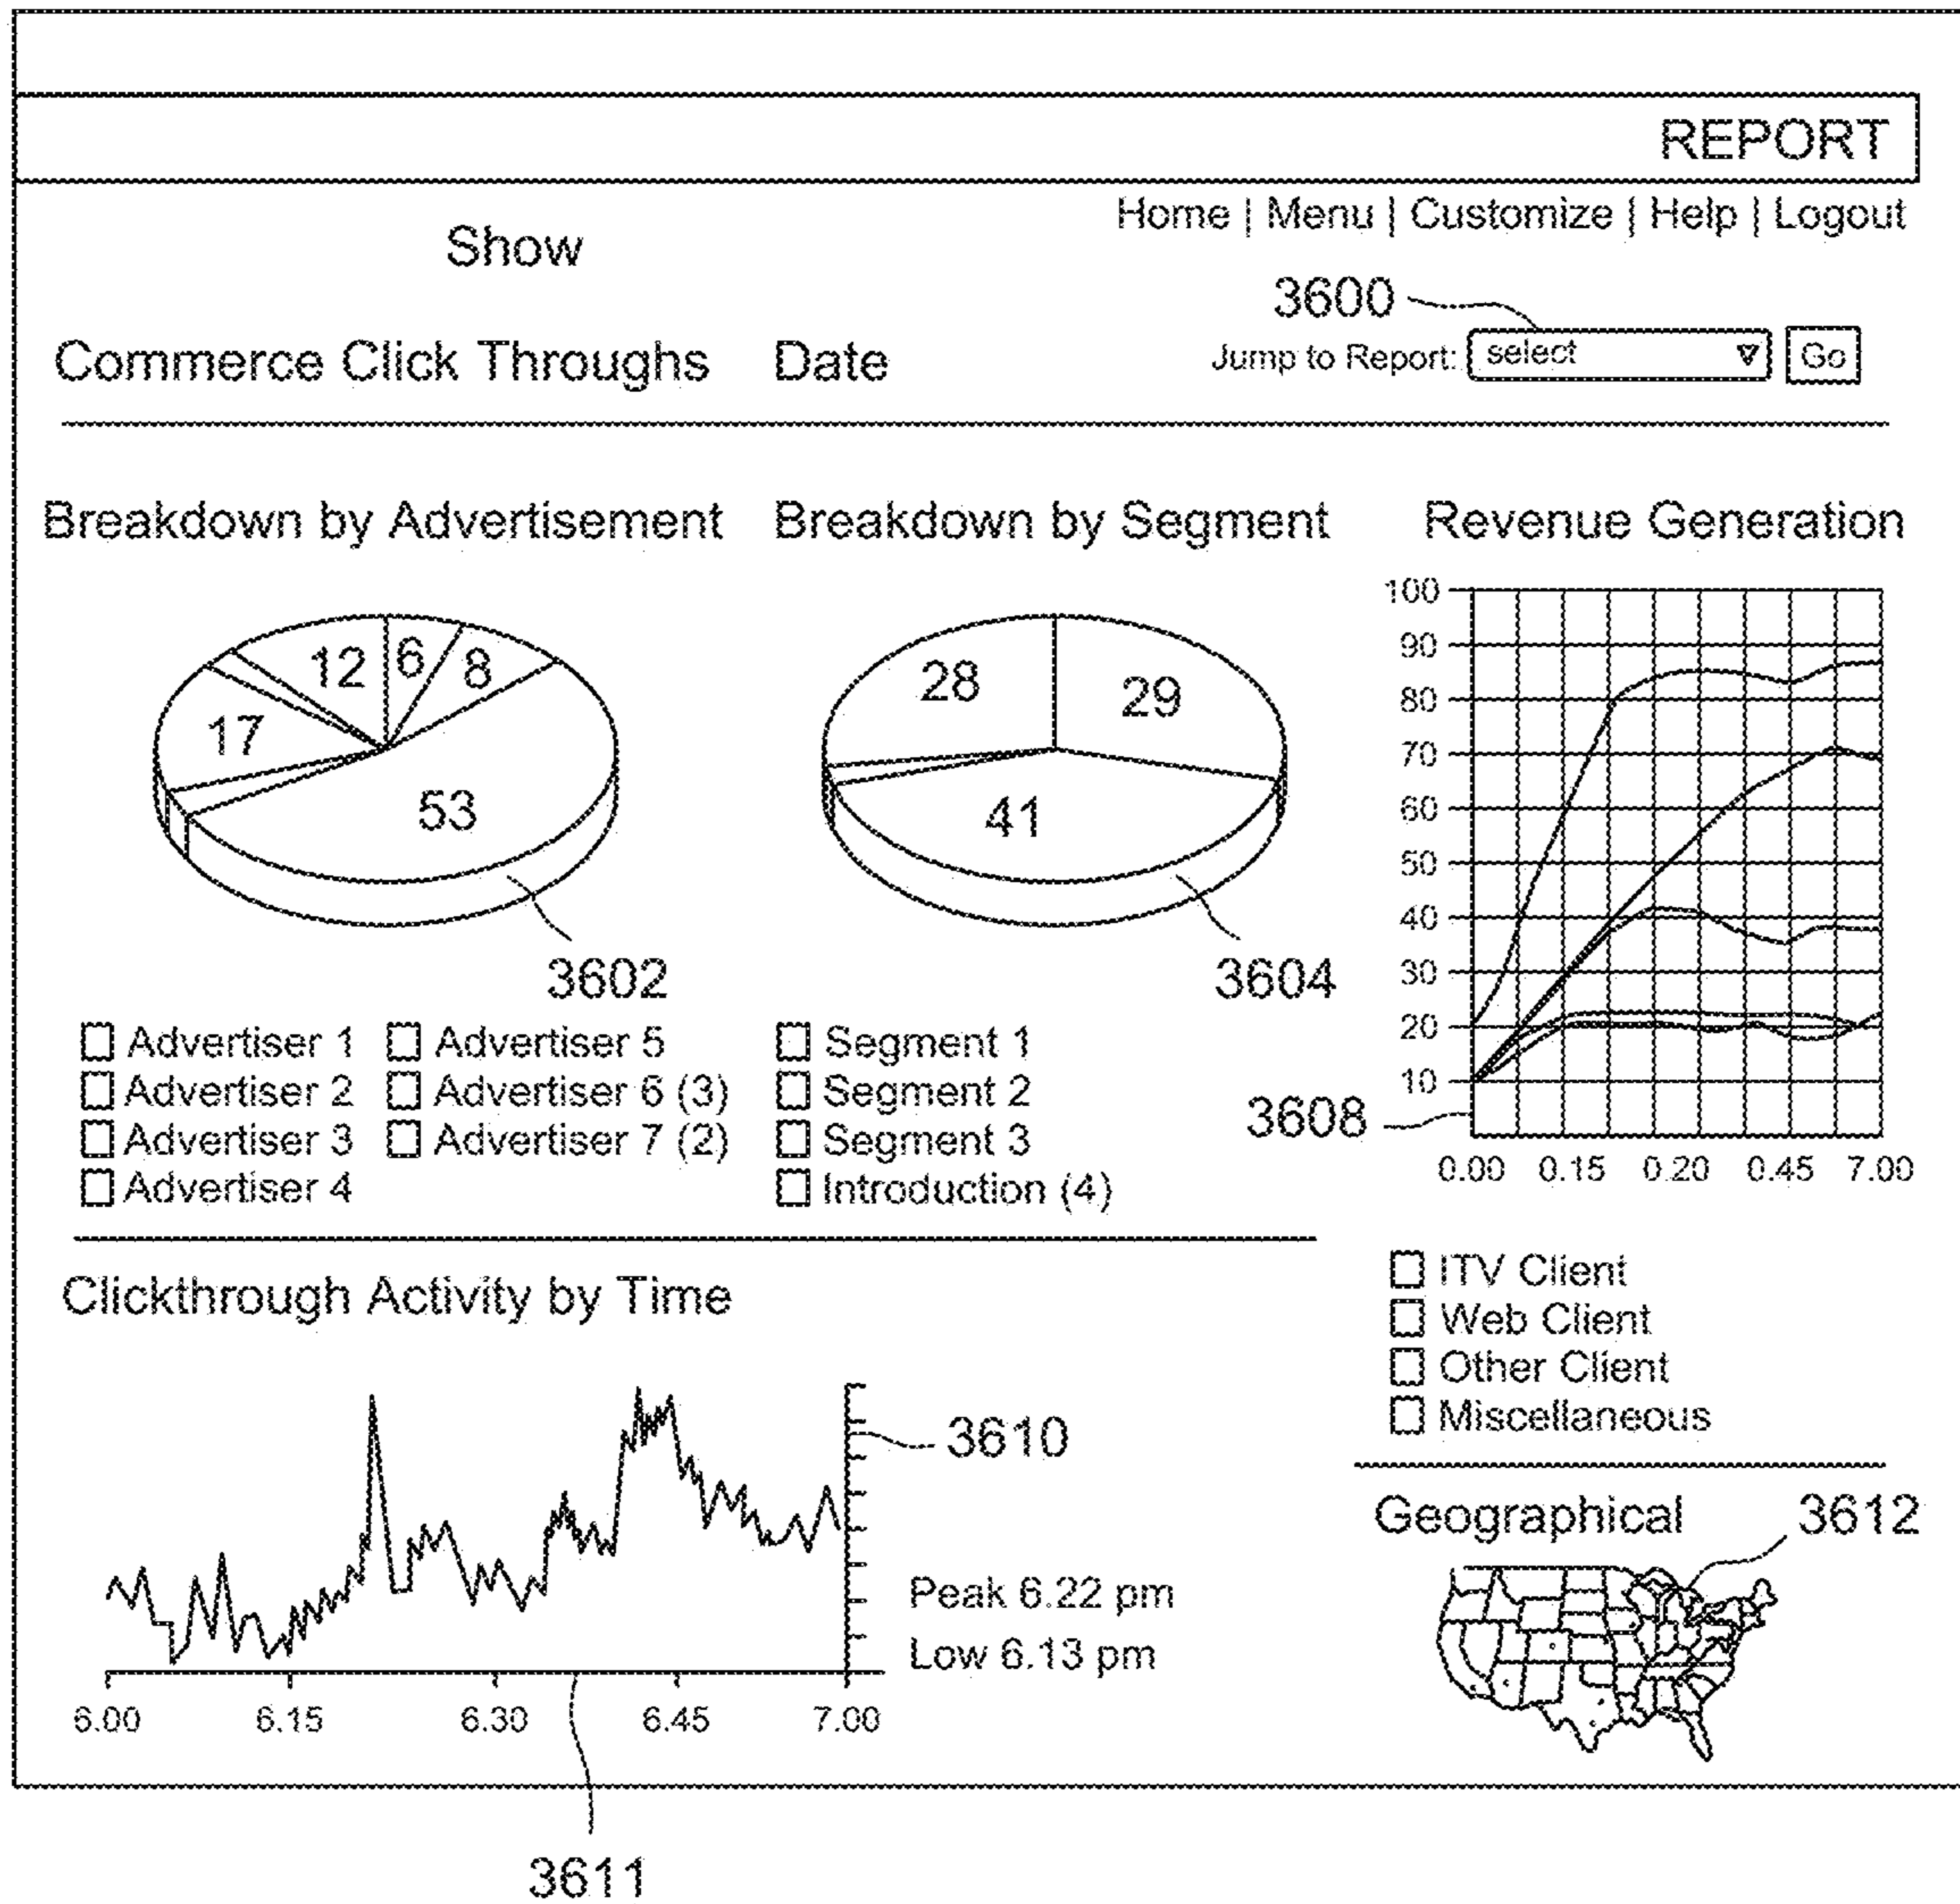 REPORT
Home | Menu | Customize | Help | Logout
Show
3600
Commerce Click Throughs Date
Jump to Report: select Go
Breakdown by Advertisement
12 6 8
17
53
3602
Advertiser 1 Advertiser 5
Advertiser 2 Advertiser 6 (3)
Advertiser 3 Advertiser 7 (2)
Advertiser 4
Breakdown by Segment
28 29
41
3604
Segment 1
Segment 2
Segment 3
Introduction (4)
Revenue Generation
100
90
80
70
60
50
40
30
20
10
3608
0.00 0.15 0.20 0.45 7.00
ITV Client
Web Client
Other Client
Miscellaneous
Clickthrough Activity by Time
3610
Peak 6.22 pm
Low 6.13 pm
6.00 6.15 6.30 6.45 7.00
3611
Geographical 3612